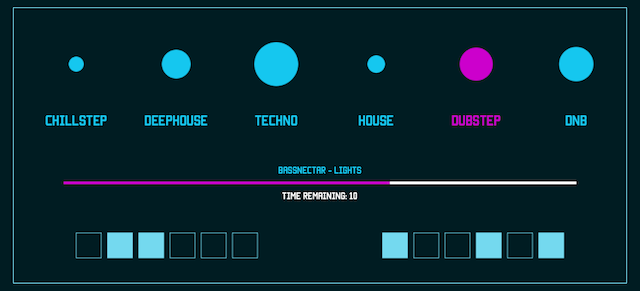 CHILLSTEP DEEPHOUSE TECHNO HOUSE DUBSTEP DNB
BASSNECTAR - LIGHTS
TIME REMAINING: 10